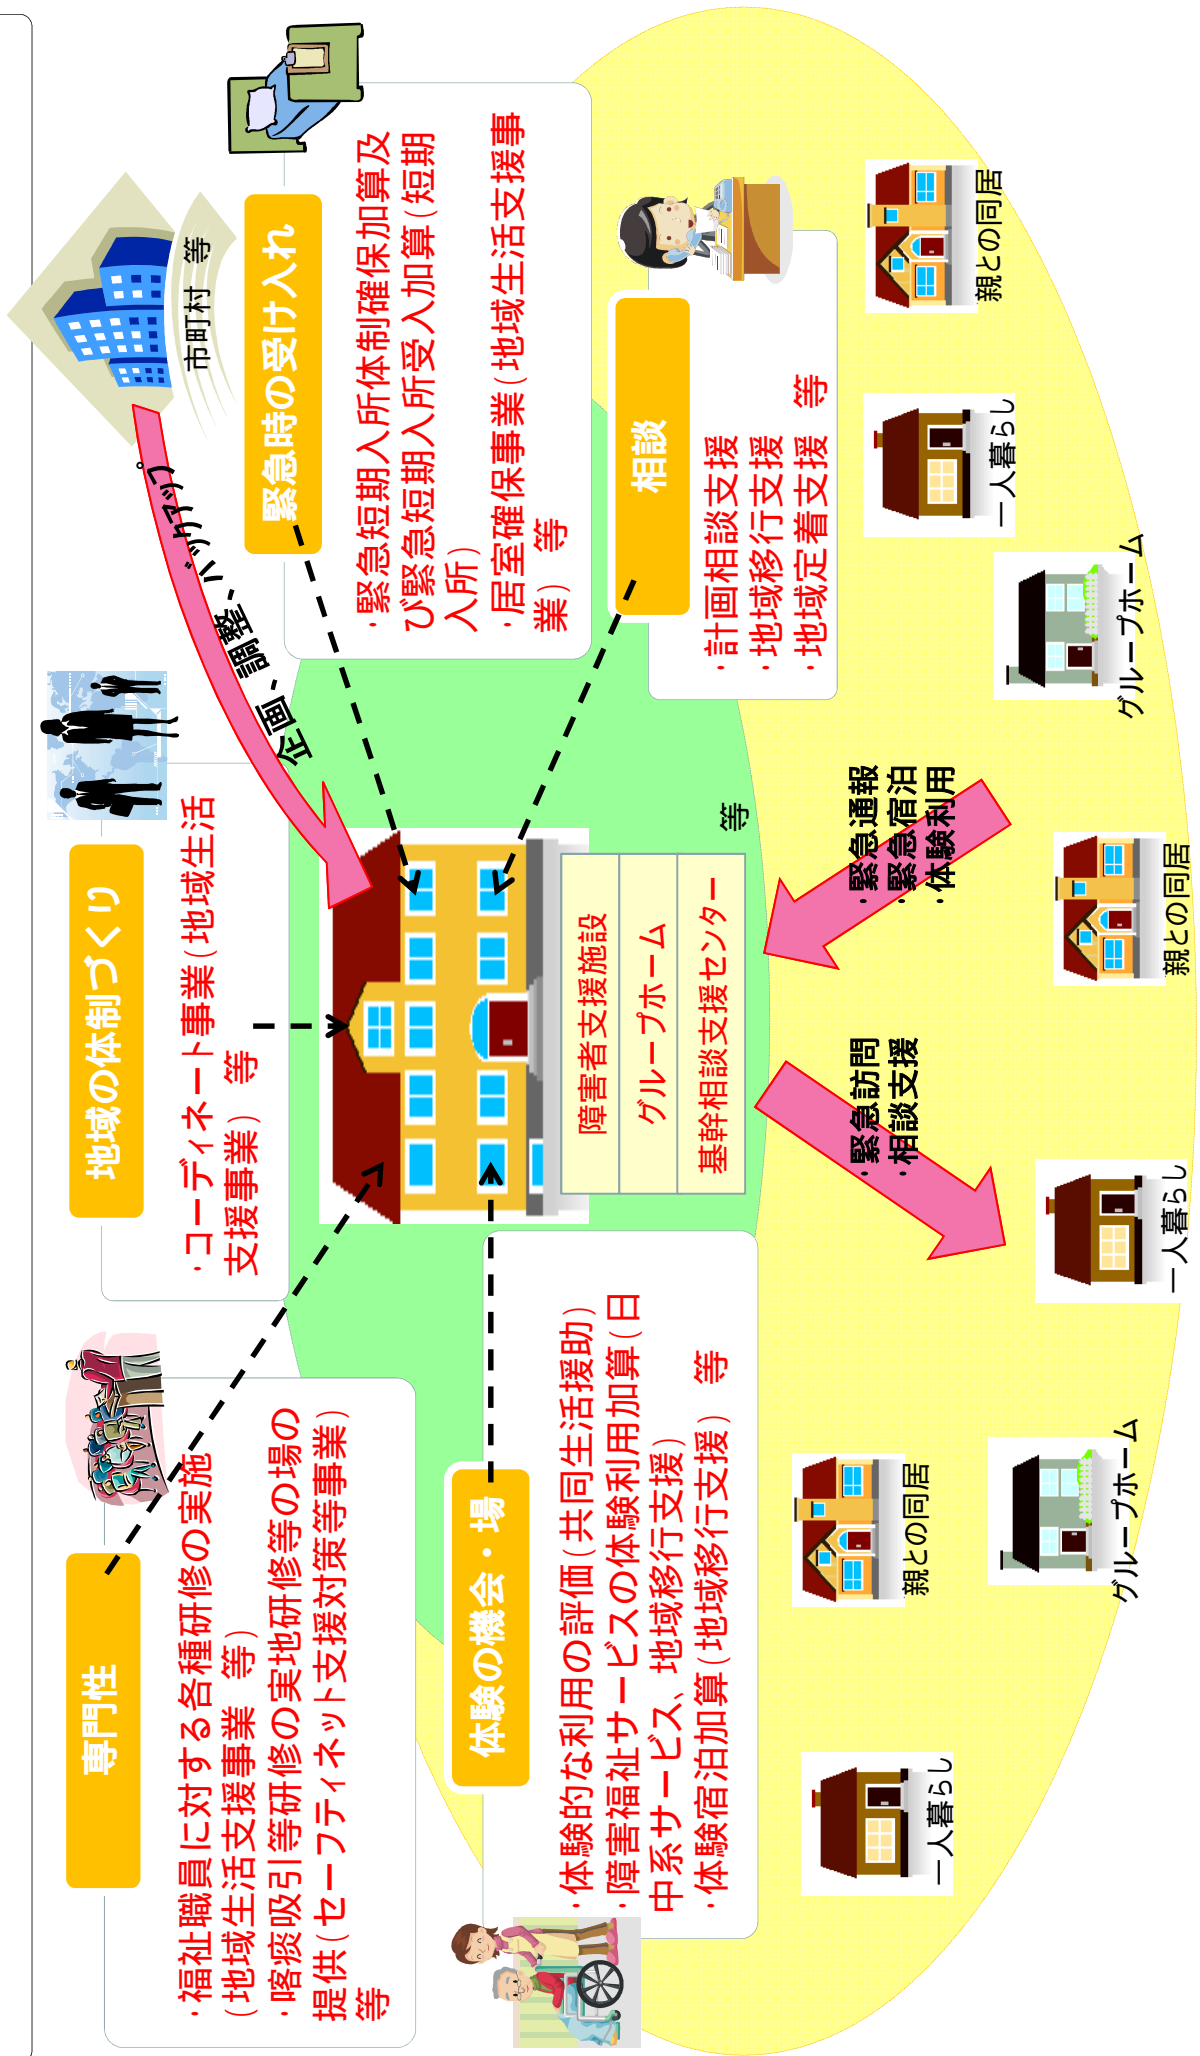 専門性
・福祉職員に対する各種研修の実施
(地域生活支援事業　等)
・喀痰吸引等研修の実地研修等の場の
提供(セーフティネット支援対策等事業)
等
地域の体制づくり
・コーディネート事業(地域生活
支援事業)　等
市町村　等
企画、調整、バックアップ
緊急時の受け入れ
・緊急短期入所体制確保加算及
び緊急短期入所受入加算(短期
入所)
・居室確保事業(地域生活支援事
業)　等
体験の機会・場
・体験的な利用の評価(共同生活援助)
・障害福祉サービスの体験利用加算(日
中系サービス、地域移行支援)
・体験宿泊加算(地域移行支援)　等
障害者支援施設
グループホーム
基幹相談支援センター
等
相談
・計画相談支援
・地域移行支援
・地域定着支援　等
・緊急訪問
・相談支援
・緊急通報
・緊急宿泊
・体験利用
一人暮らし
親との同居
グループホーム
一人暮らし
親との同居
グループホーム
一人暮らし
親との同居